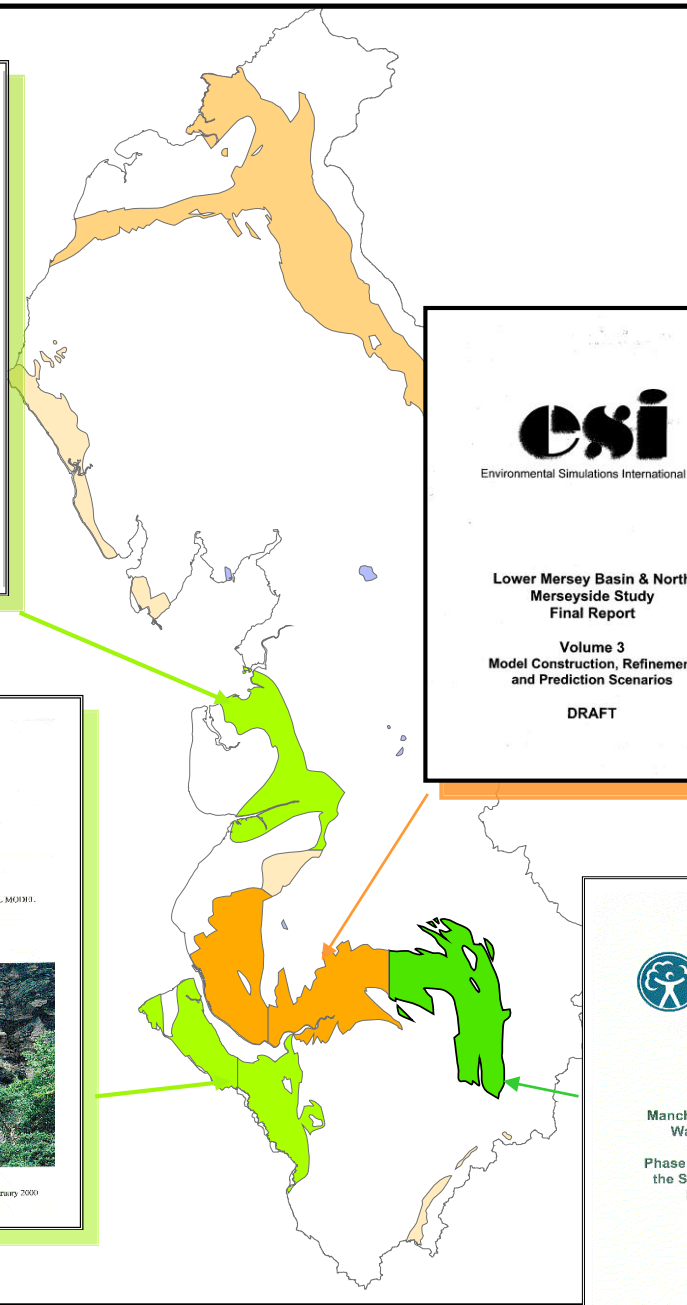 esi
Environmental Simulations International
Lower Mersey Basin & North
Merseyside Study
Final Report
Volume 3
Model Construction, Refinemen
and Prediction Scenarios
DRAFT
MODEL
ruary 2000
Manch
Wa
Phase
the S